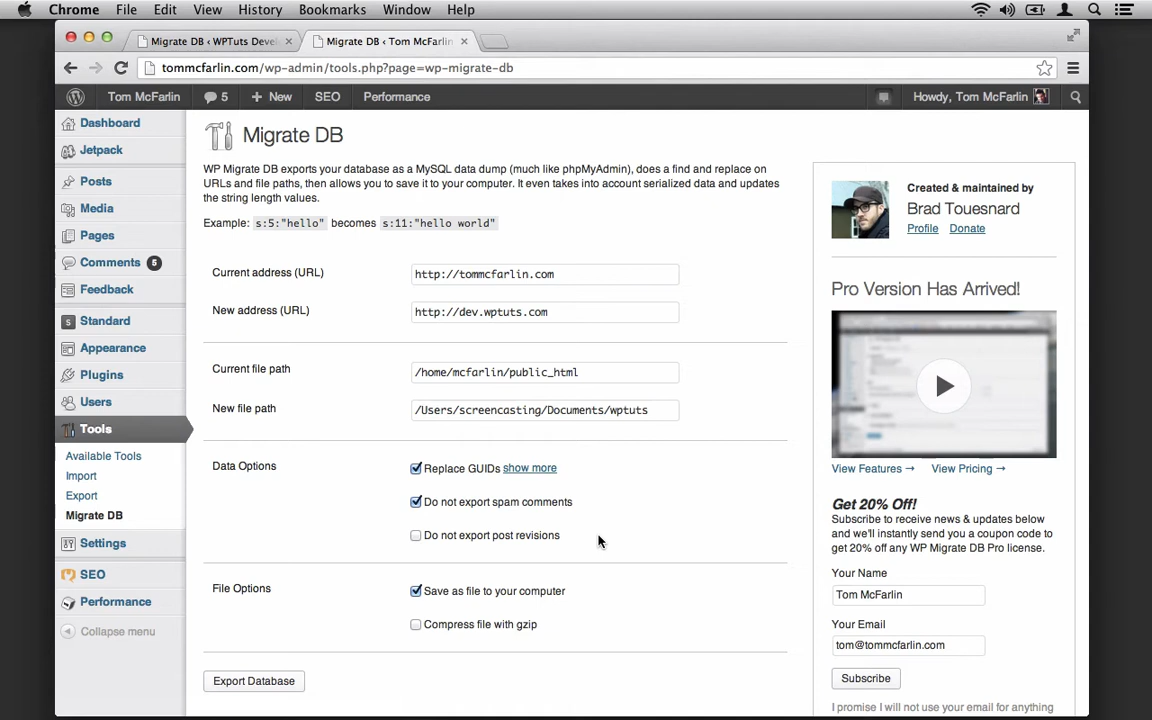 Chrome File Edit View History Bookmarks Window Help
Migrate DB ‹ WPTuts Devel
Migrate DB ‹ Tom McFarlin
tommcfarlin.com/wp-admin/tools.php?page=wp-migrate-db
Tom McFarlin 5 + New SEO Performance Howdy, Tom McFarlin
Dashboard
Jetpack
Posts
Media
Pages
Comments 5
Feedback
Standard
Appearance
Plugins
Users
Tools
Available Tools
Import
Export
Migrate DB
Settings
SEO
Performance
Collapse menu
Migrate DB
WP Migrate DB exports your database as a MySQL data dump (much like phpMyAdmin), does a find and replace on
URLs and file paths, then allows you to save it to your computer. It even takes into account serialized data and updates
the string length values.
Example: s:5:"hello" becomes s:11:"hello world"
Current address (URL) http://tommcfarlin.com
New address (URL) http://dev.wptuts.com
Current file path /home/mcfarlin/public_html
New file path /Users/screencasting/Documents/wptuts
Data Options Replace GUIDs show more
Do not export spam comments
Do not export post revisions
File Options Save as file to your computer
Compress file with gzip
Export Database
Created & maintained by
Brad Touesnard
Profile Donate
Pro Version Has Arrived!
View Features → View Pricing →
Get 20% Off!
Subscribe to receive news & updates below
and we'll instantly send you a coupon code to
get 20% off any WP Migrate DB Pro license.
Your Name
Tom McFarlin
Your Email
tom@tommcfarlin.com
Subscribe
I promise I will not use your email for anything